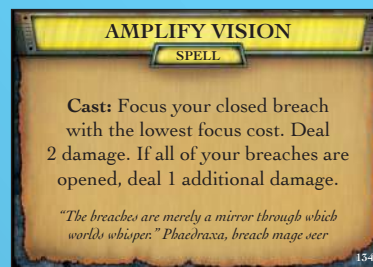 AMPLIFY VISION
SPELL
Cast: Focus your closed breach
with the lowest focus cost. Deal
2 damage. If all of your breaches are
opened, deal 1 additional damage.
"The breaches are merely a mirror through which
worlds whisper." Phaedraxa, breach mage seer
134